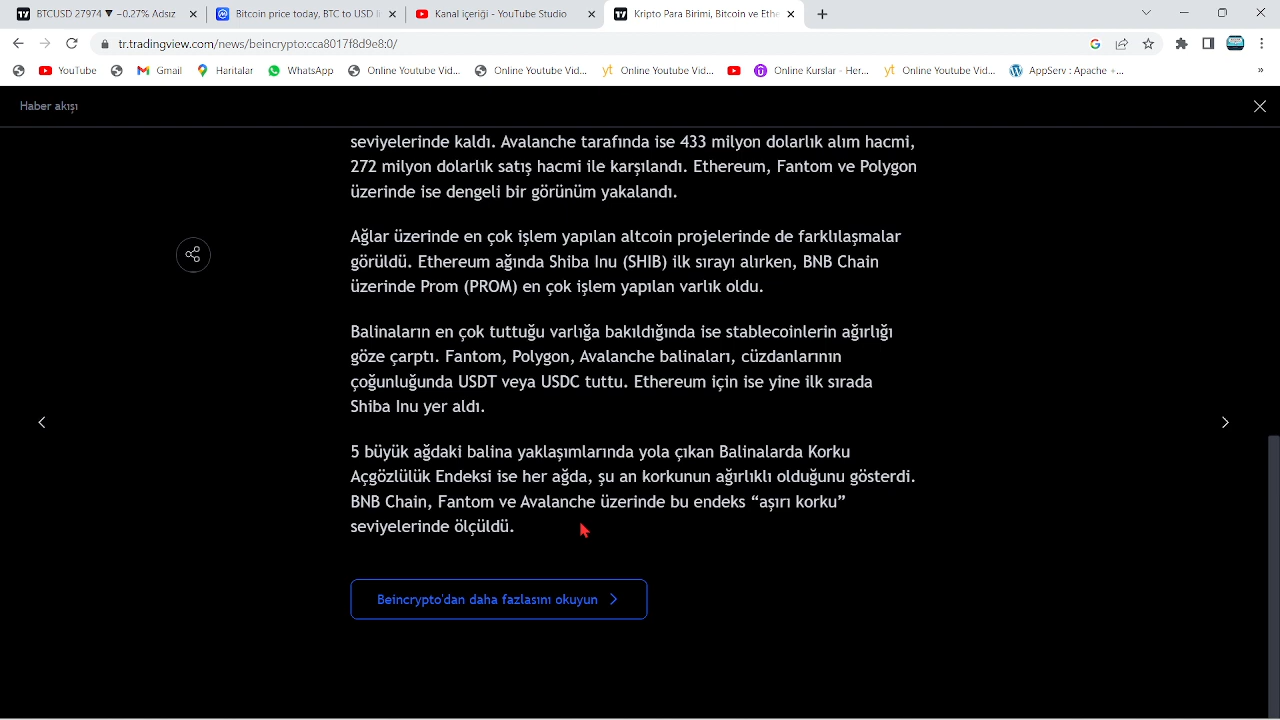 BTCUSD 27974 ▼ −0.27% Adsız
Bitcoin price today, BTC to USD li
Kanal içeriği - YouTube Studio
Kripto Para Birimi, Bitcoin ve Ethe
tr.tradingview.com/news/beincrypto:cca8017f8d9e8:0/
YouTube
Gmail
Haritalar
WhatsApp
Online Youtube Vid...
Online Youtube Vid...
Online Youtube Vid...
Online Kurslar - Her...
Online Youtube Vid...
AppServ : Apache +...
Haber akışı
seviyelerinde kaldı. Avalanche tarafında ise 433 milyon dolarlık alım hacmi,
272 milyon dolarlık satış hacmi ile karşılandı. Ethereum, Fantom ve Polygon
üzerinde ise dengeli bir görünüm yakalandı.
Ağlar üzerinde en çok işlem yapılan altcoin projelerinde de farklılaşmalar
görüldü. Ethereum ağında Shiba Inu (SHIB) ilk sırayı alırken, BNB Chain
üzerinde Prom (PROM) en çok işlem yapılan varlık oldu.
Balinaların en çok tuttuğu varlığa bakıldığında ise stablecoinlerin ağırlığı
göze çarptı. Fantom, Polygon, Avalanche balinaları, cüzdanlarının
çoğunluğunda USDT veya USDC tuttu. Ethereum için ise yine ilk sırada
Shiba Inu yer aldı.
5 büyük ağdaki balina yaklaşımlarında yola çıkan Balinalarda Korku
Açgözlülük Endeksi ise her ağda, şu an korkunun ağırlıklı olduğunu gösterdi.
BNB Chain, Fantom ve Avalanche üzerinde bu endeks “aşırı korku”
seviyelerinde ölçüldü.
Beincrypto'dan daha fazlasını okuyun